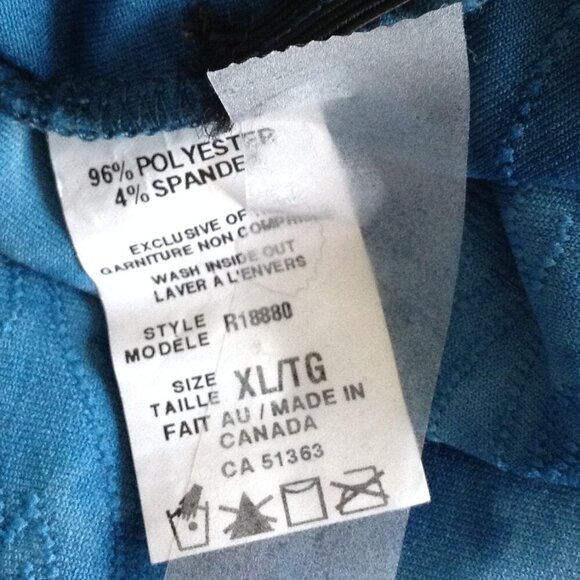 96% POLYESTER
4% SPANDE
EXCLUSIVE OF
GARNITURE NON COMPRISE
WASH INSIDE OUT
LAVER A L'ENVERS
STYLE
MODELE R18880
SIZE
TAILLE XL/TG
FAIT AU / MADE IN
CANADA
CA 51363